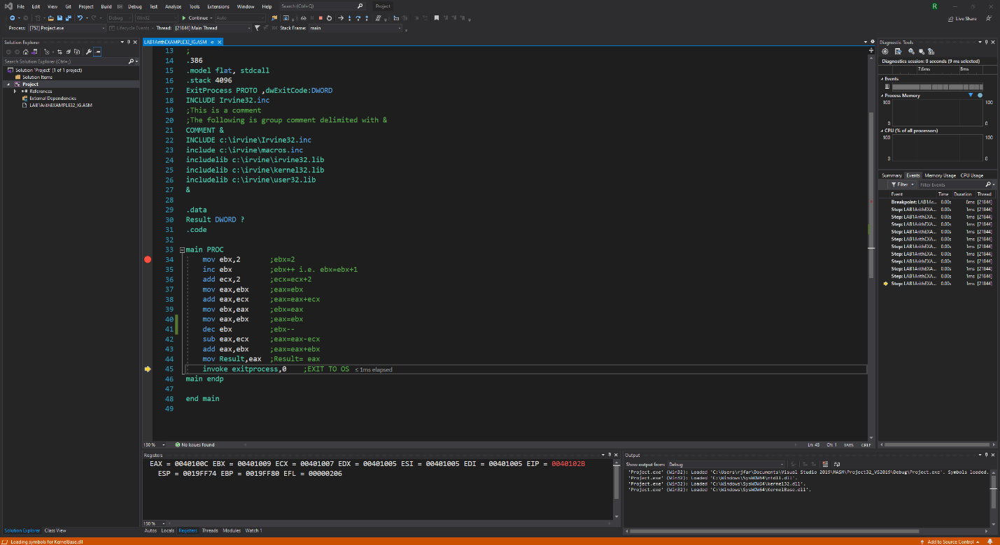 File Edit View Git Project Build Debug Test Analyze Tools Extensions Window Help Search (Ctrl+Q) Project R
Debug Win32 Continue Auto Live Share
Process: [752] Project.exe Lifecycle Events Thread: [21844] Main Thread Stack Frame: main
Solution Explorer
Search Solution Explorer (Ctrl+;)
Solution 'Project' (1 of 1 project)
Solution Items
Project
References
External Dependencies
LAB1ArithEXAMPLE32_IG.ASM
LAB1ArithEXAMPLE32_IG.ASM
13 ;
14 .386
15 .model flat, stdcall
16 .stack 4096
17 ExitProcess PROTO ,dwExitCode:DWORD
18 INCLUDE Irvine32.inc
19 ;This is a comment
20 ;The following is group comment delimited with &
21 COMMENT &
22 INCLUDE c:\irvine\Irvine32.inc
23 include c:\irvine\macros.inc
24 includelib c:\irvine\irvine32.lib
25 includelib c:\irvine\kernel32.lib
26 includelib c:\irvine\user32.lib
27 &
28
29 .data
30 Result DWORD ?
31 .code
32
33 main PROC
34 mov ebx,2 ;ebx=2
35 inc ebx ;ebx++ i.e. ebx=ebx+1
36 add ecx,2 ;ecx=ecx+2
37 mov eax,ebx ;eax=ebx
38 add eax,ecx ;eax=eax+ecx
39 mov ebx,eax ;ebx=eax
40 mov eax,ebx ;eax=ebx
41 dec ebx ;ebx--
42 sub eax,ecx ;eax=eax-ecx
43 add eax,ebx ;eax=eax+ebx
44 mov Result,eax ;Result= eax
45 invoke exitprocess,0 ;EXIT TO OS ≤ 1ms elapsed
46 main endp
47
48 end main
49
150 % No issues found Ln: 45 Ch: 1 TABS CRLF
Diagnostic Tools
Diagnostics session: 0 seconds (9 ms selected)
7.6ms 8ms
Events
Process Memory
100 100
0 0
CPU (% of all processors)
100 100
0 0
Summary Events Memory Usage CPU Usage
Filter Filter Events
Event Time Duration Thread
Breakpoint: LAB1Ar... 0.00s 8ms [21844]
Step: LAB1ArithEXA... 0.00s 1ms [21844]
Step: LAB1ArithEXA... 0.00s 1ms [21844]
Step: LAB1ArithEXA... 0.00s 1ms [21844]
Step: LAB1ArithEXA... 0.00s 1ms [21844]
Step: LAB1ArithEXA... 0.00s 1ms [21844]
Step: LAB1ArithEXA... 0.00s 1ms [21844]
Step: LAB1ArithEXA... 0.00s 1ms [21844]
Step: LAB1ArithEXA... 0.00s 1ms [21844]
Step: LAB1ArithEXA... 0.00s 1ms [21844]
Step: LAB1ArithEXA... 0.00s 1ms [21844]
Step: LAB1ArithEXA... 0.00s 1ms [21844]
Registers
EAX = 0040100C EBX = 00401009 ECX = 00401007 EDX = 00401005 ESI = 00401005 EDI = 00401005 EIP = 0040102B
ESP = 0019FF74 EBP = 0019FF80 EFL = 00000206
150 %
Autos Locals Registers Threads Modules Watch 1
Output
Show output from: Debug
'Project.exe' (Win32): Loaded 'C:\Users\rjfar\Documents\Visual Studio 2019\MASM\Project32_VS2019\Debug\Project.exe'. Symbols loaded.
'Project.exe' (Win32): Loaded 'C:\Windows\SysWOW64\ntdll.dll'.
'Project.exe' (Win32): Loaded 'C:\Windows\SysWOW64\kernel32.dll'.
'Project.exe' (Win32): Loaded 'C:\Windows\SysWOW64\KernelBase.dll'.
Solution Explorer Class View
Loading symbols for KernelBase.dll Add to Source Control